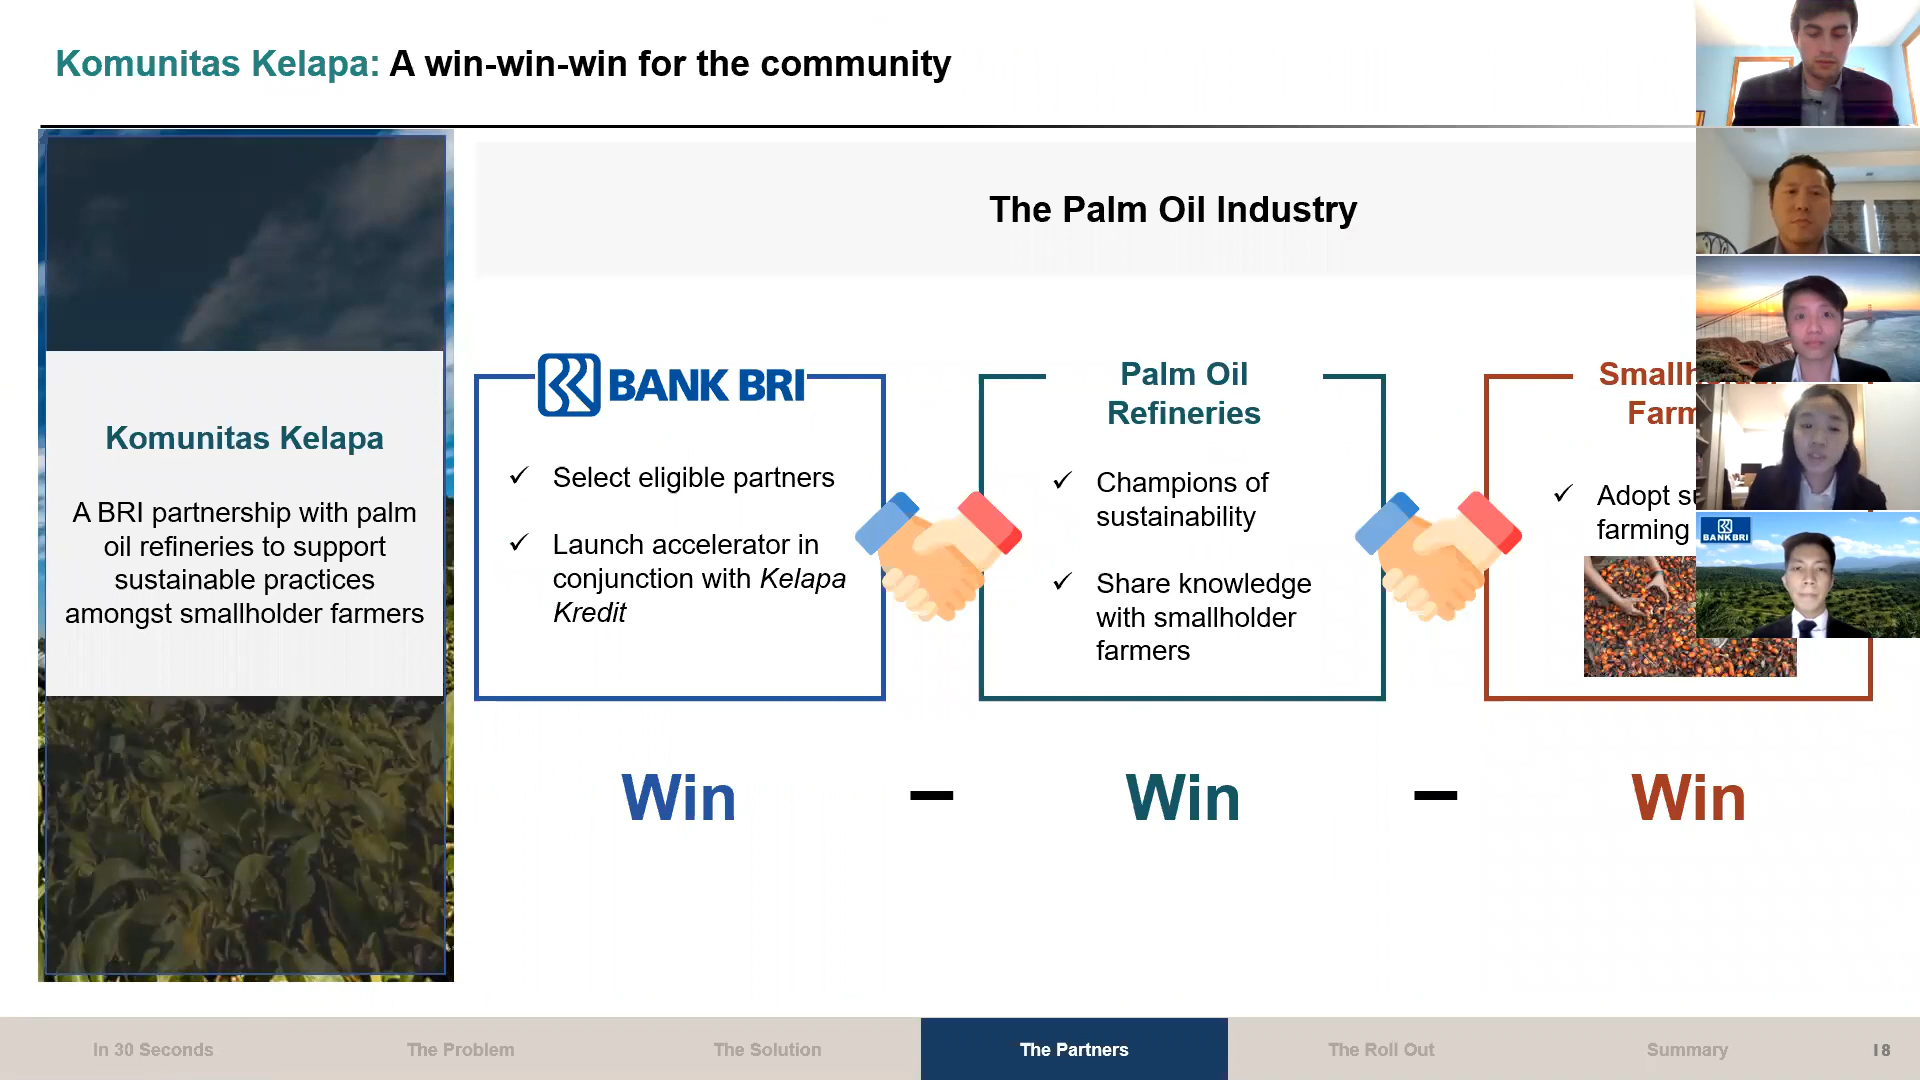 Komunitas Kelapa: A win-win-win for the community
The Palm Oil Industry
Komunitas Kelapa
A BRI partnership with palm
oil refineries to support
sustainable practices
amongst smallholder farmers
BANK BRI
Select eligible partners
Launch accelerator in
conjunction with Kelapa
Kredit
Palm Oil
Refineries
Champions of
sustainability
Share knowledge
with smallholder
farmers
Adopt
farming
BANK BRI
Win – Win – Win
In 30 Seconds
The Problem
The Solution
The Partners
The Roll Out
Summary
18